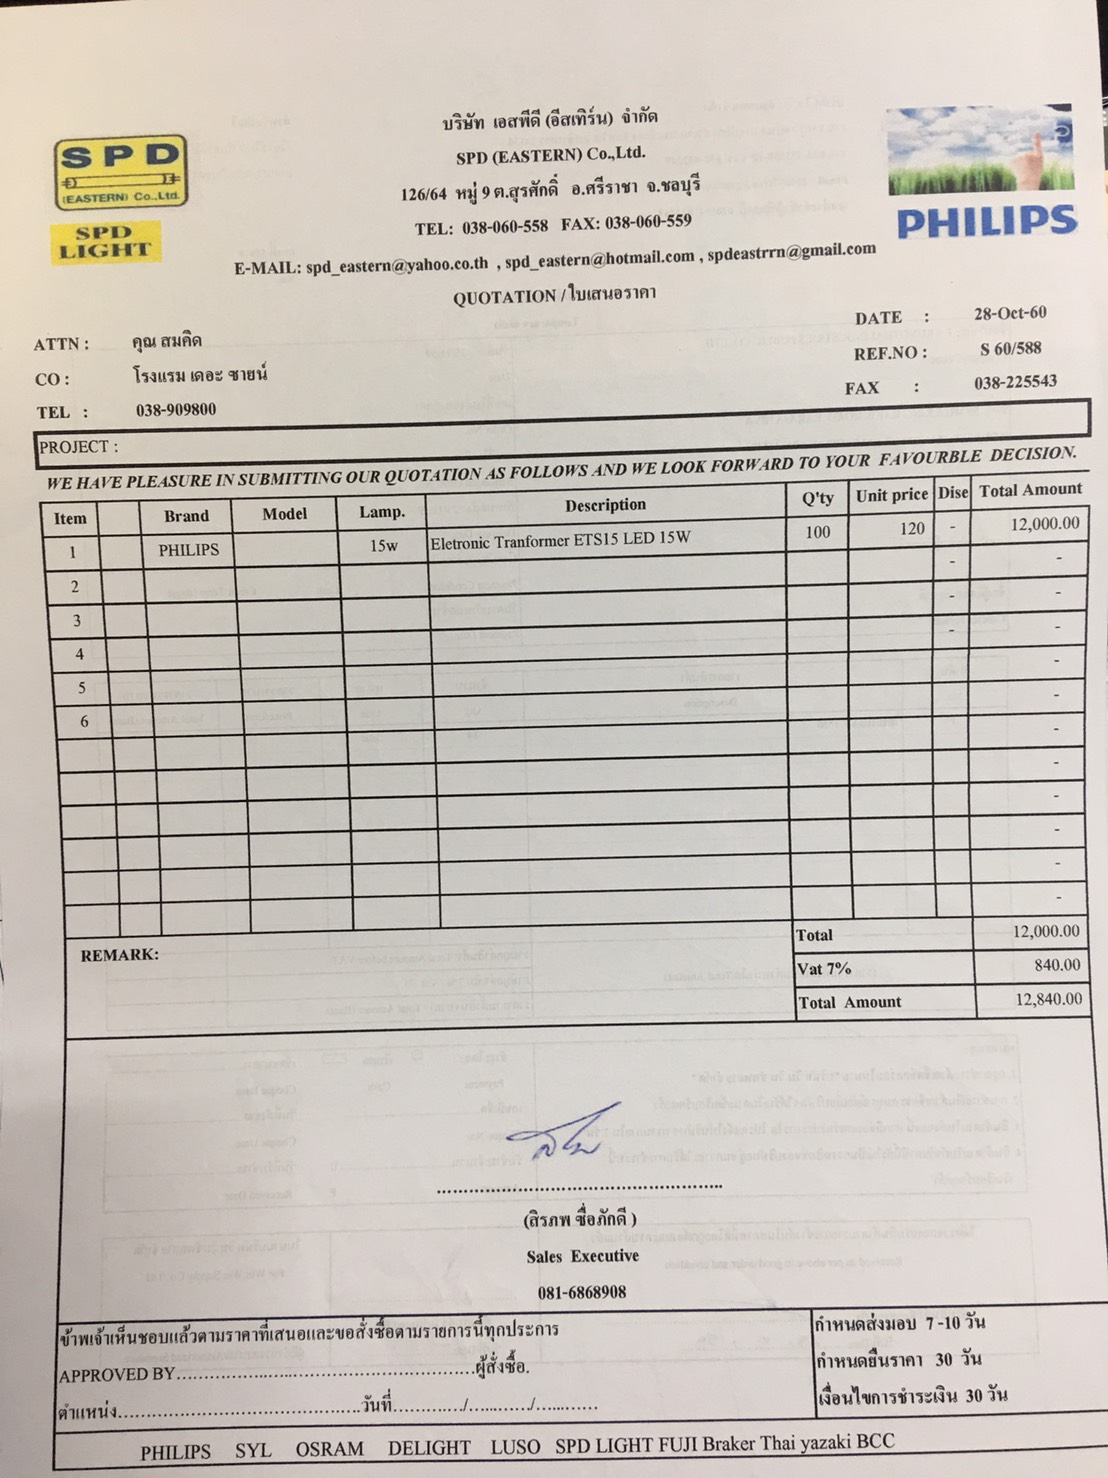 บริษัท เอสพีดี (อีสเทิร์น) จำกัด
SPD (EASTERN) Co.,Ltd.
126/64 หมู่ 9 ต.สุรศักดิ์ อ.ศรีราชา จ.ชลบุรี
TEL: 038-060-558 FAX: 038-060-559
E-MAIL: spd_eastern@yahoo.co.th , spd_eastern@hotmail.com , spdeastrrn@gmail.com
SPD
(EASTERN) Co.,Ltd.
SPD
LIGHT
PHILIPS
QUOTATION / ใบเสนอราคา
ATTN : คุณ สมคิด
DATE : 28-Oct-60
CO : โรงแรม เดอะ ซายน์
REF.NO : S 60/588
TEL : 038-909800
FAX : 038-225543
PROJECT :
WE HAVE PLEASURE IN SUBMITTING OUR QUOTATION AS FOLLOWS AND WE LOOK FORWARD TO YOUR FAVOURBLE DECISION.
Item Brand Model Lamp. Description Q'ty Unit price Dise Total Amount
1 PHILIPS 15w Eletronic Tranformer ETS15 LED 15W 100 120 - 12,000.00
2 - -
3 - -
4 - -
5 -
6 -
-
-
-
-
-
-
REMARK:
Total 12,000.00
Vat 7% 840.00
Total Amount 12,840.00
(สิรภพ ซื่อภักดี )
Sales Executive
081-6868908
ข้าพเจ้าเห็นชอบแล้วตามราคาที่เสนอและขอสั่งซื้อตามรายการนี้ทุกประการ
APPROVED BY..................................................ผู้สั่งซื้อ.
ตำแหน่ง...........................................วันที่............/......./...........
กำหนดส่งมอบ 7 -10 วัน
กำหนดยืนราคา 30 วัน
เงื่อนไขการชำระเงิน 30 วัน
PHILIPS SYL OSRAM DELIGHT LUSO SPD LIGHT FUJI Braker Thai yazaki BCC